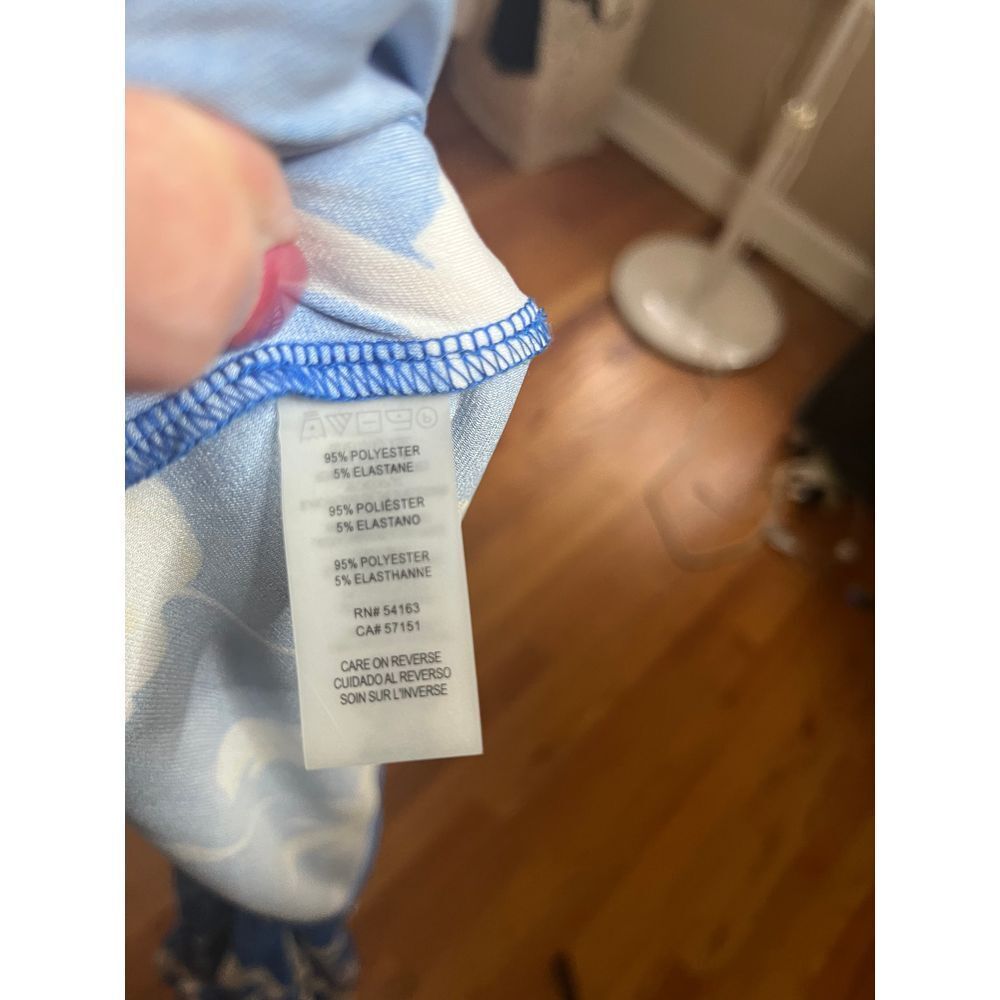 95% POLYESTER
5% ELASTANE
95% POLIÉSTER
5% ELASTANO
95% POLYESTER
5% ELASTHANNE
RN# 54163
CA# 57151
CARE ON REVERSE
CUIDADO AL REVERSO
SOIN SUR L'INVERSE